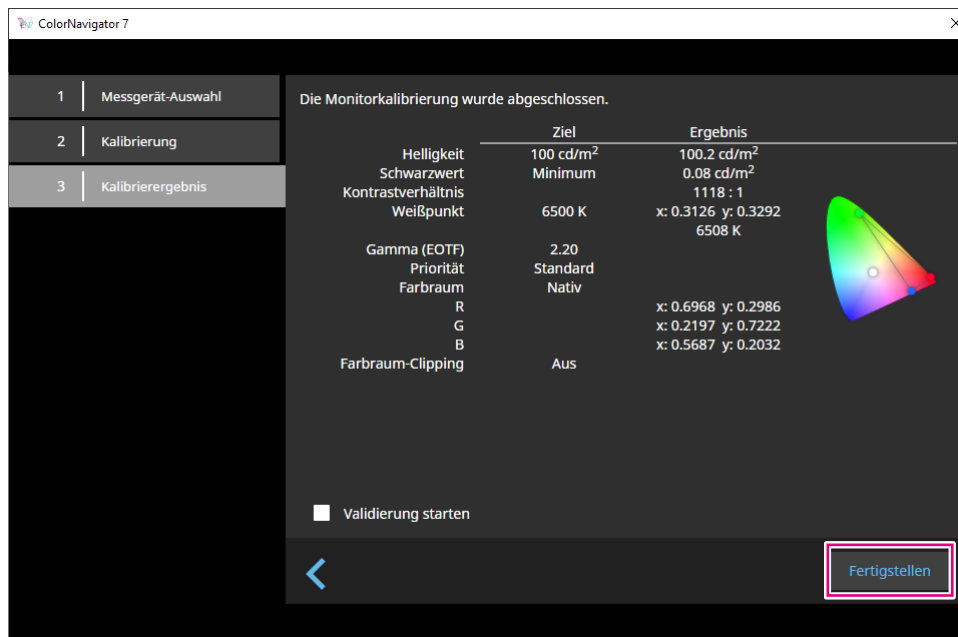 ColorNavigator 7
1 Messgerät-Auswahl
2 Kalibrierung
3 Kalibrierergebnis
Die Monitorkalibrierung wurde abgeschlossen.
Ziel Ergebnis
Helligkeit 100 cd/m² 100.2 cd/m²
Schwarzwert Minimum 0.08 cd/m²
Kontrastverhältnis 1118 : 1
Weißpunkt 6500 K x: 0.3126 y: 0.3292
6508 K
Gamma (EOTF) 2.20
Priorität Standard
Farbraum Nativ
R x: 0.6968 y: 0.2986
G x: 0.2197 y: 0.7222
B x: 0.5687 y: 0.2032
Farbraum-Clipping Aus
Validierung starten
Fertigstellen